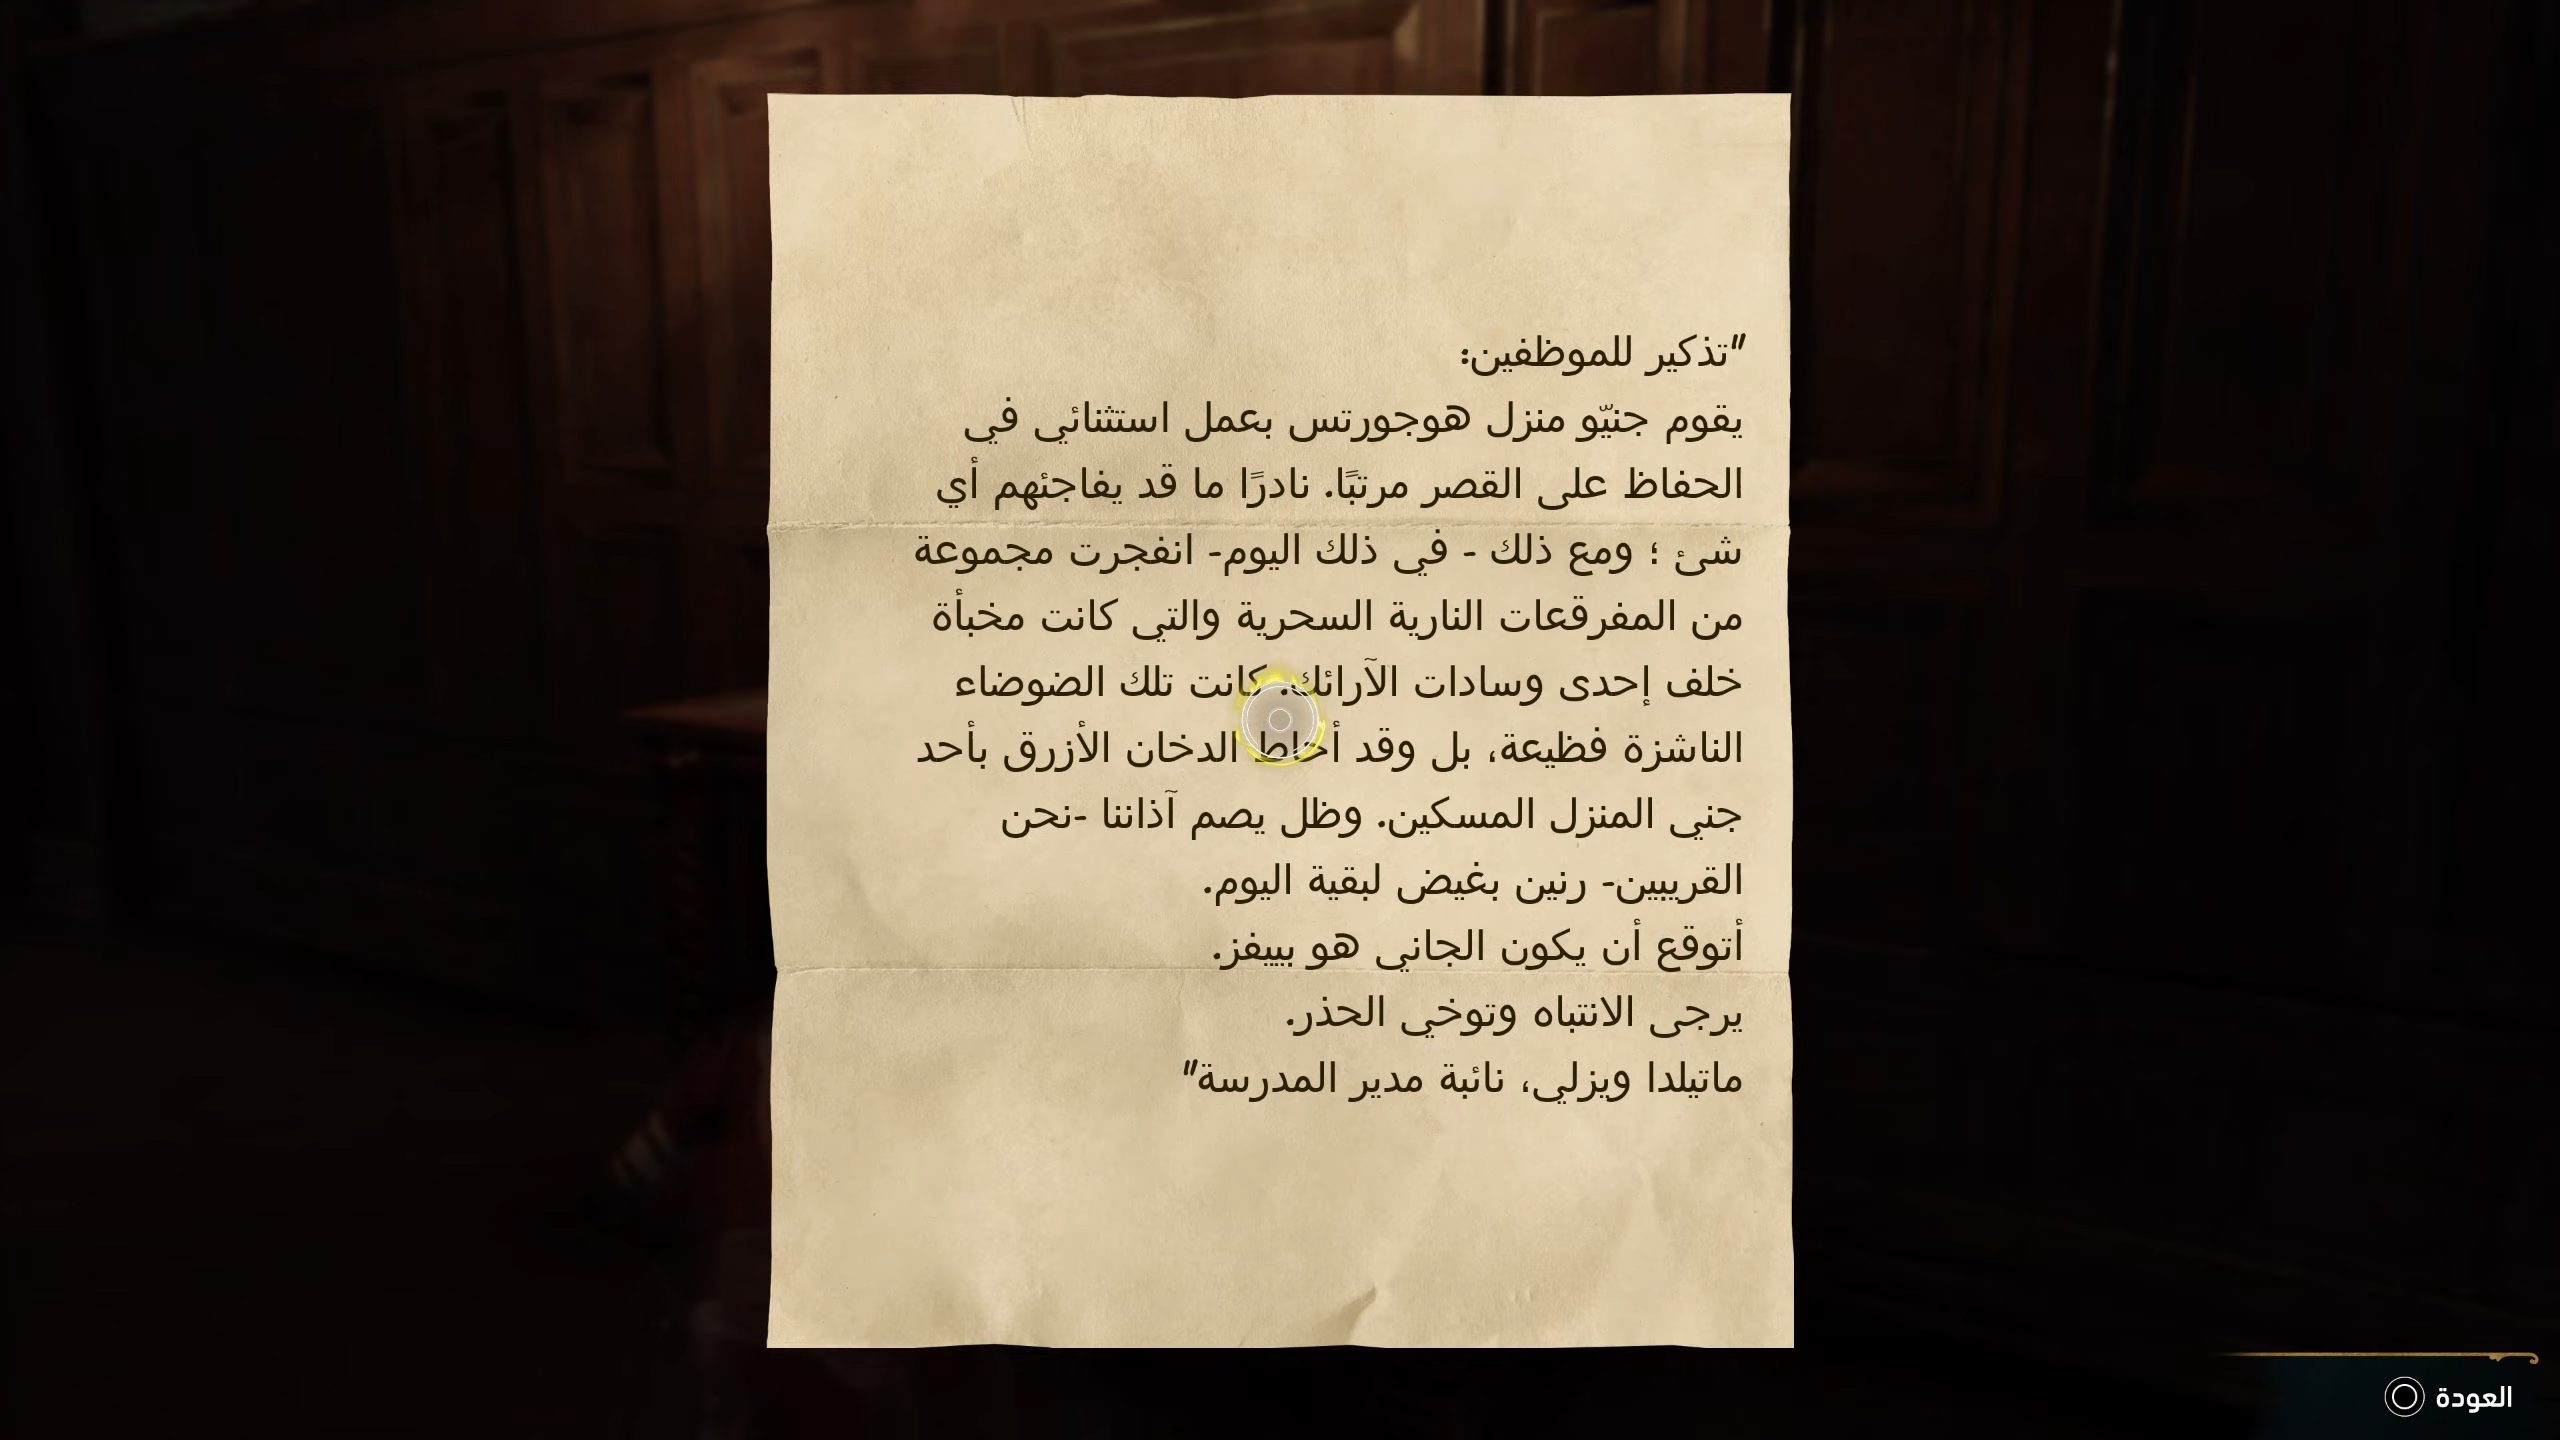 "تذكير للموظفين:
يقوم جنيّو منزل هوجورتس بعمل استثنائي في
الحفاظ على القصر مرتبًا. نادرًا ما قد يفاجئهم أي
شئ ؛ ومع ذلك - في ذلك اليوم- انفجرت مجموعة
من المفرقعات النارية السحرية والتي كانت مخبأة
خلف إحدى وسادات الآرائك. كانت تلك الضوضاء
الناشزة فظيعة، بل وقد أحاط الدخان الأزرق بأحد
جني المنزل المسكين. وظل يصم آذاننا -نحن
القريبين- رنين بغيض لبقية اليوم.
أتوقع أن يكون الجاني هو بييفز.
يرجى الانتباه وتوخي الحذر.
ماتيلدا ويزلي، نائبة مدير المدرسة"
العودة